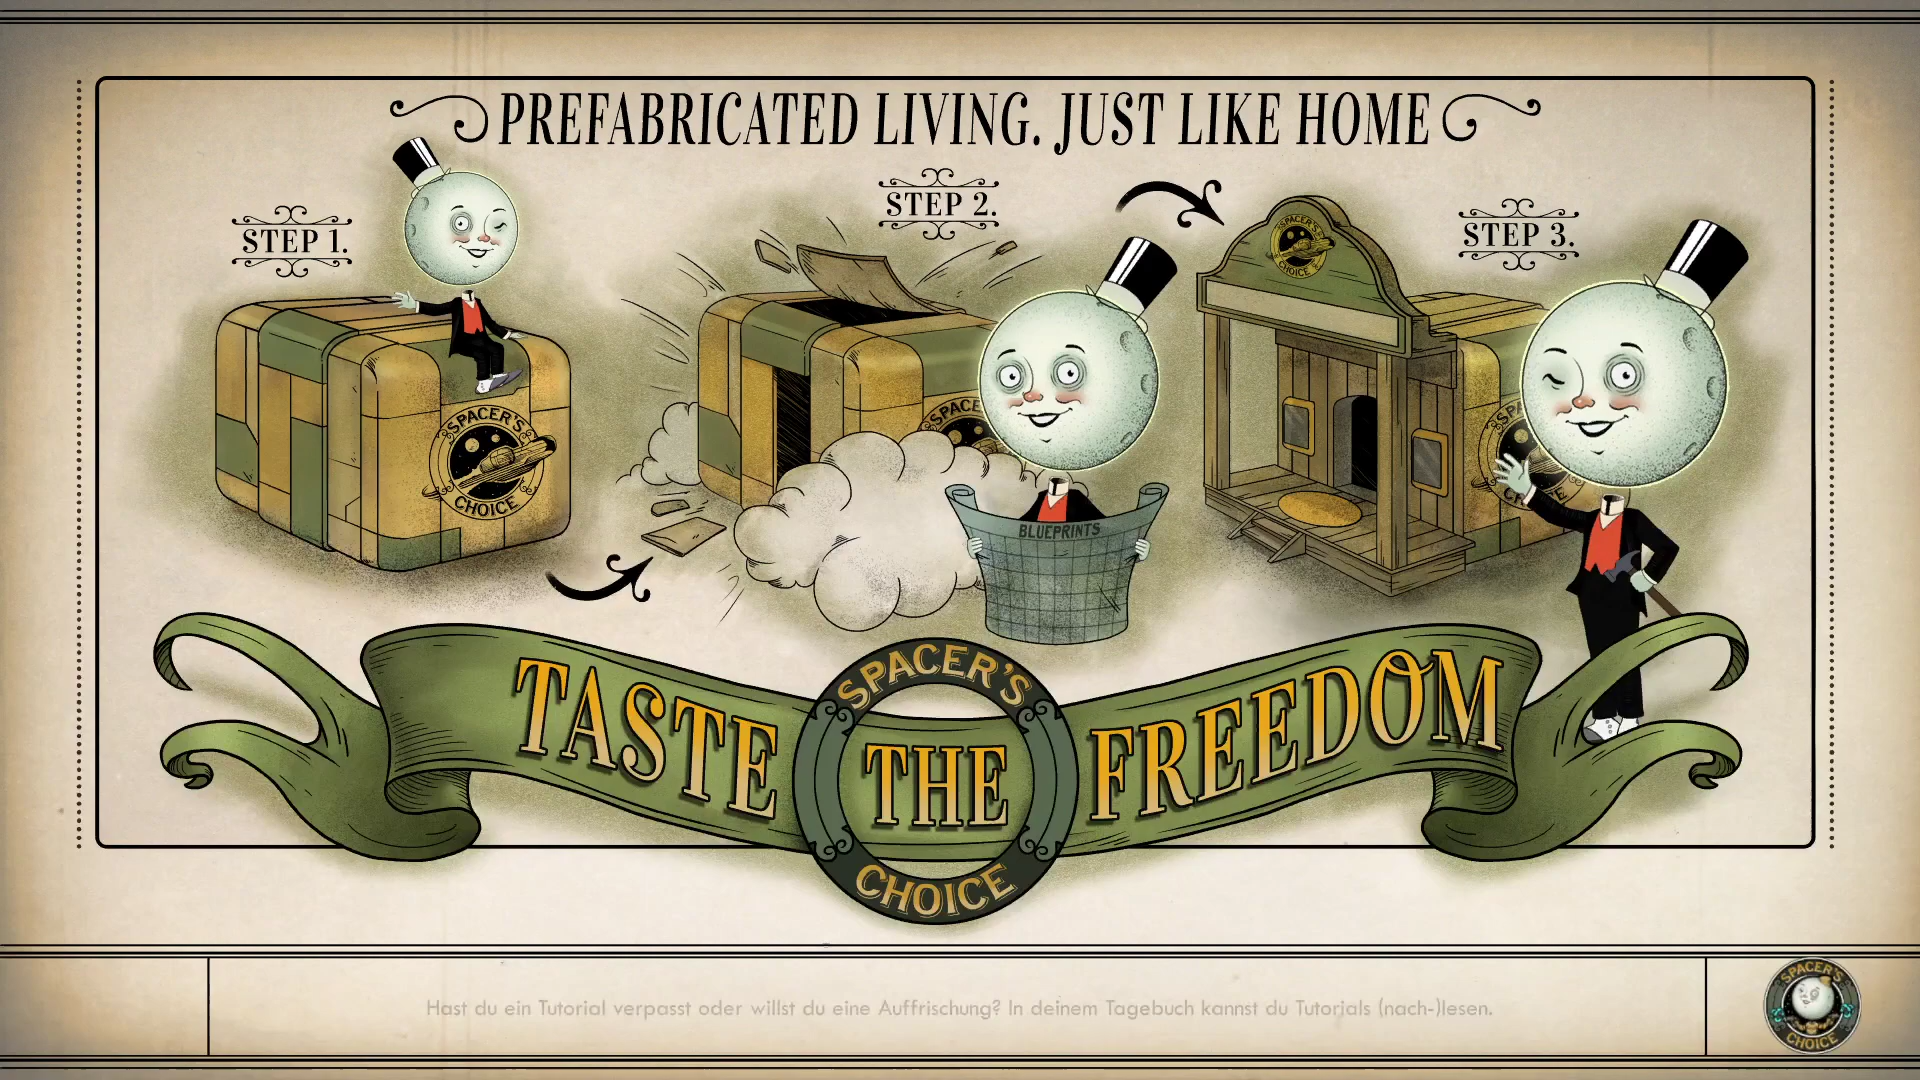 PREFABRICATED LIVING. JUST LIKE HOME
STEP 1.
STEP 2.
STEP 3.
SPACER'S
CHOICE
SPACER'S
SPACER'S
CHOICE
BLUEPRINTS
TASTE THE FREEDOM
SPACER'S
CHOICE
Hast du ein Tutorial verpasst oder willst du eine Auffrischung? In deinem Tagebuch kannst du Tutorials (nach-)lesen.
SPACER'S
CHOICE